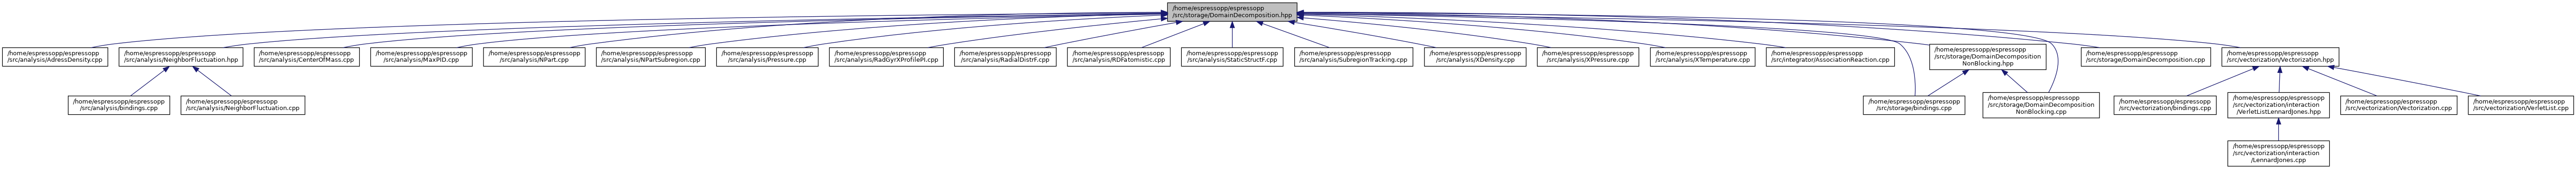 /home/espressopp/espressopp
/src/storage/DomainDecomposition.hpp
/home/espressopp/espressopp
/src/analysis/AdressDensity.cpp
/home/espressopp/espressopp
/src/analysis/NeighborFluctuation.hpp
/home/espressopp/espressopp
/src/analysis/CenterOfMass.cpp
/home/espressopp/espressopp
/src/analysis/MaxPID.cpp
/home/espressopp/espressopp
/src/analysis/NPart.cpp
/home/espressopp/espressopp
/src/analysis/NPartSubregion.cpp
/home/espressopp/espressopp
/src/analysis/Pressure.cpp
/home/espressopp/espressopp
/src/analysis/RadGyrXProfilePI.cpp
/home/espressopp/espressopp
/src/analysis/RadialDistrF.cpp
/home/espressopp/espressopp
/src/analysis/RDFatomistic.cpp
/home/espressopp/espressopp
/src/analysis/StaticStructF.cpp
/home/espressopp/espressopp
/src/analysis/SubregionTracking.cpp
/home/espressopp/espressopp
/src/analysis/XDensity.cpp
/home/espressopp/espressopp
/src/analysis/XPressure.cpp
/home/espressopp/espressopp
/src/analysis/XTemperature.cpp
/home/espressopp/espressopp
/src/integrator/AssociationReaction.cpp
/home/espressopp/espressopp
/src/storage/DomainDecomposition
NonBlocking.hpp
/home/espressopp/espressopp
/src/storage/DomainDecomposition.cpp
/home/espressopp/espressopp
/src/vectorization/Vectorization.hpp
/home/espressopp/espressopp
/src/analysis/bindings.cpp
/home/espressopp/espressopp
/src/analysis/NeighborFluctuation.cpp
/home/espressopp/espressopp
/src/storage/bindings.cpp
/home/espressopp/espressopp
/src/storage/DomainDecomposition
NonBlocking.cpp
/home/espressopp/espressopp
/src/vectorization/bindings.cpp
/home/espressopp/espressopp
/src/vectorization/interaction
/VerletListLennardJones.hpp
/home/espressopp/espressopp
/src/vectorization/Vectorization.cpp
/home/espressopp/espressopp
/src/vectorization/VerletList.cpp
/home/espressopp/espressopp
/src/vectorization/interaction
/LennardJones.cpp